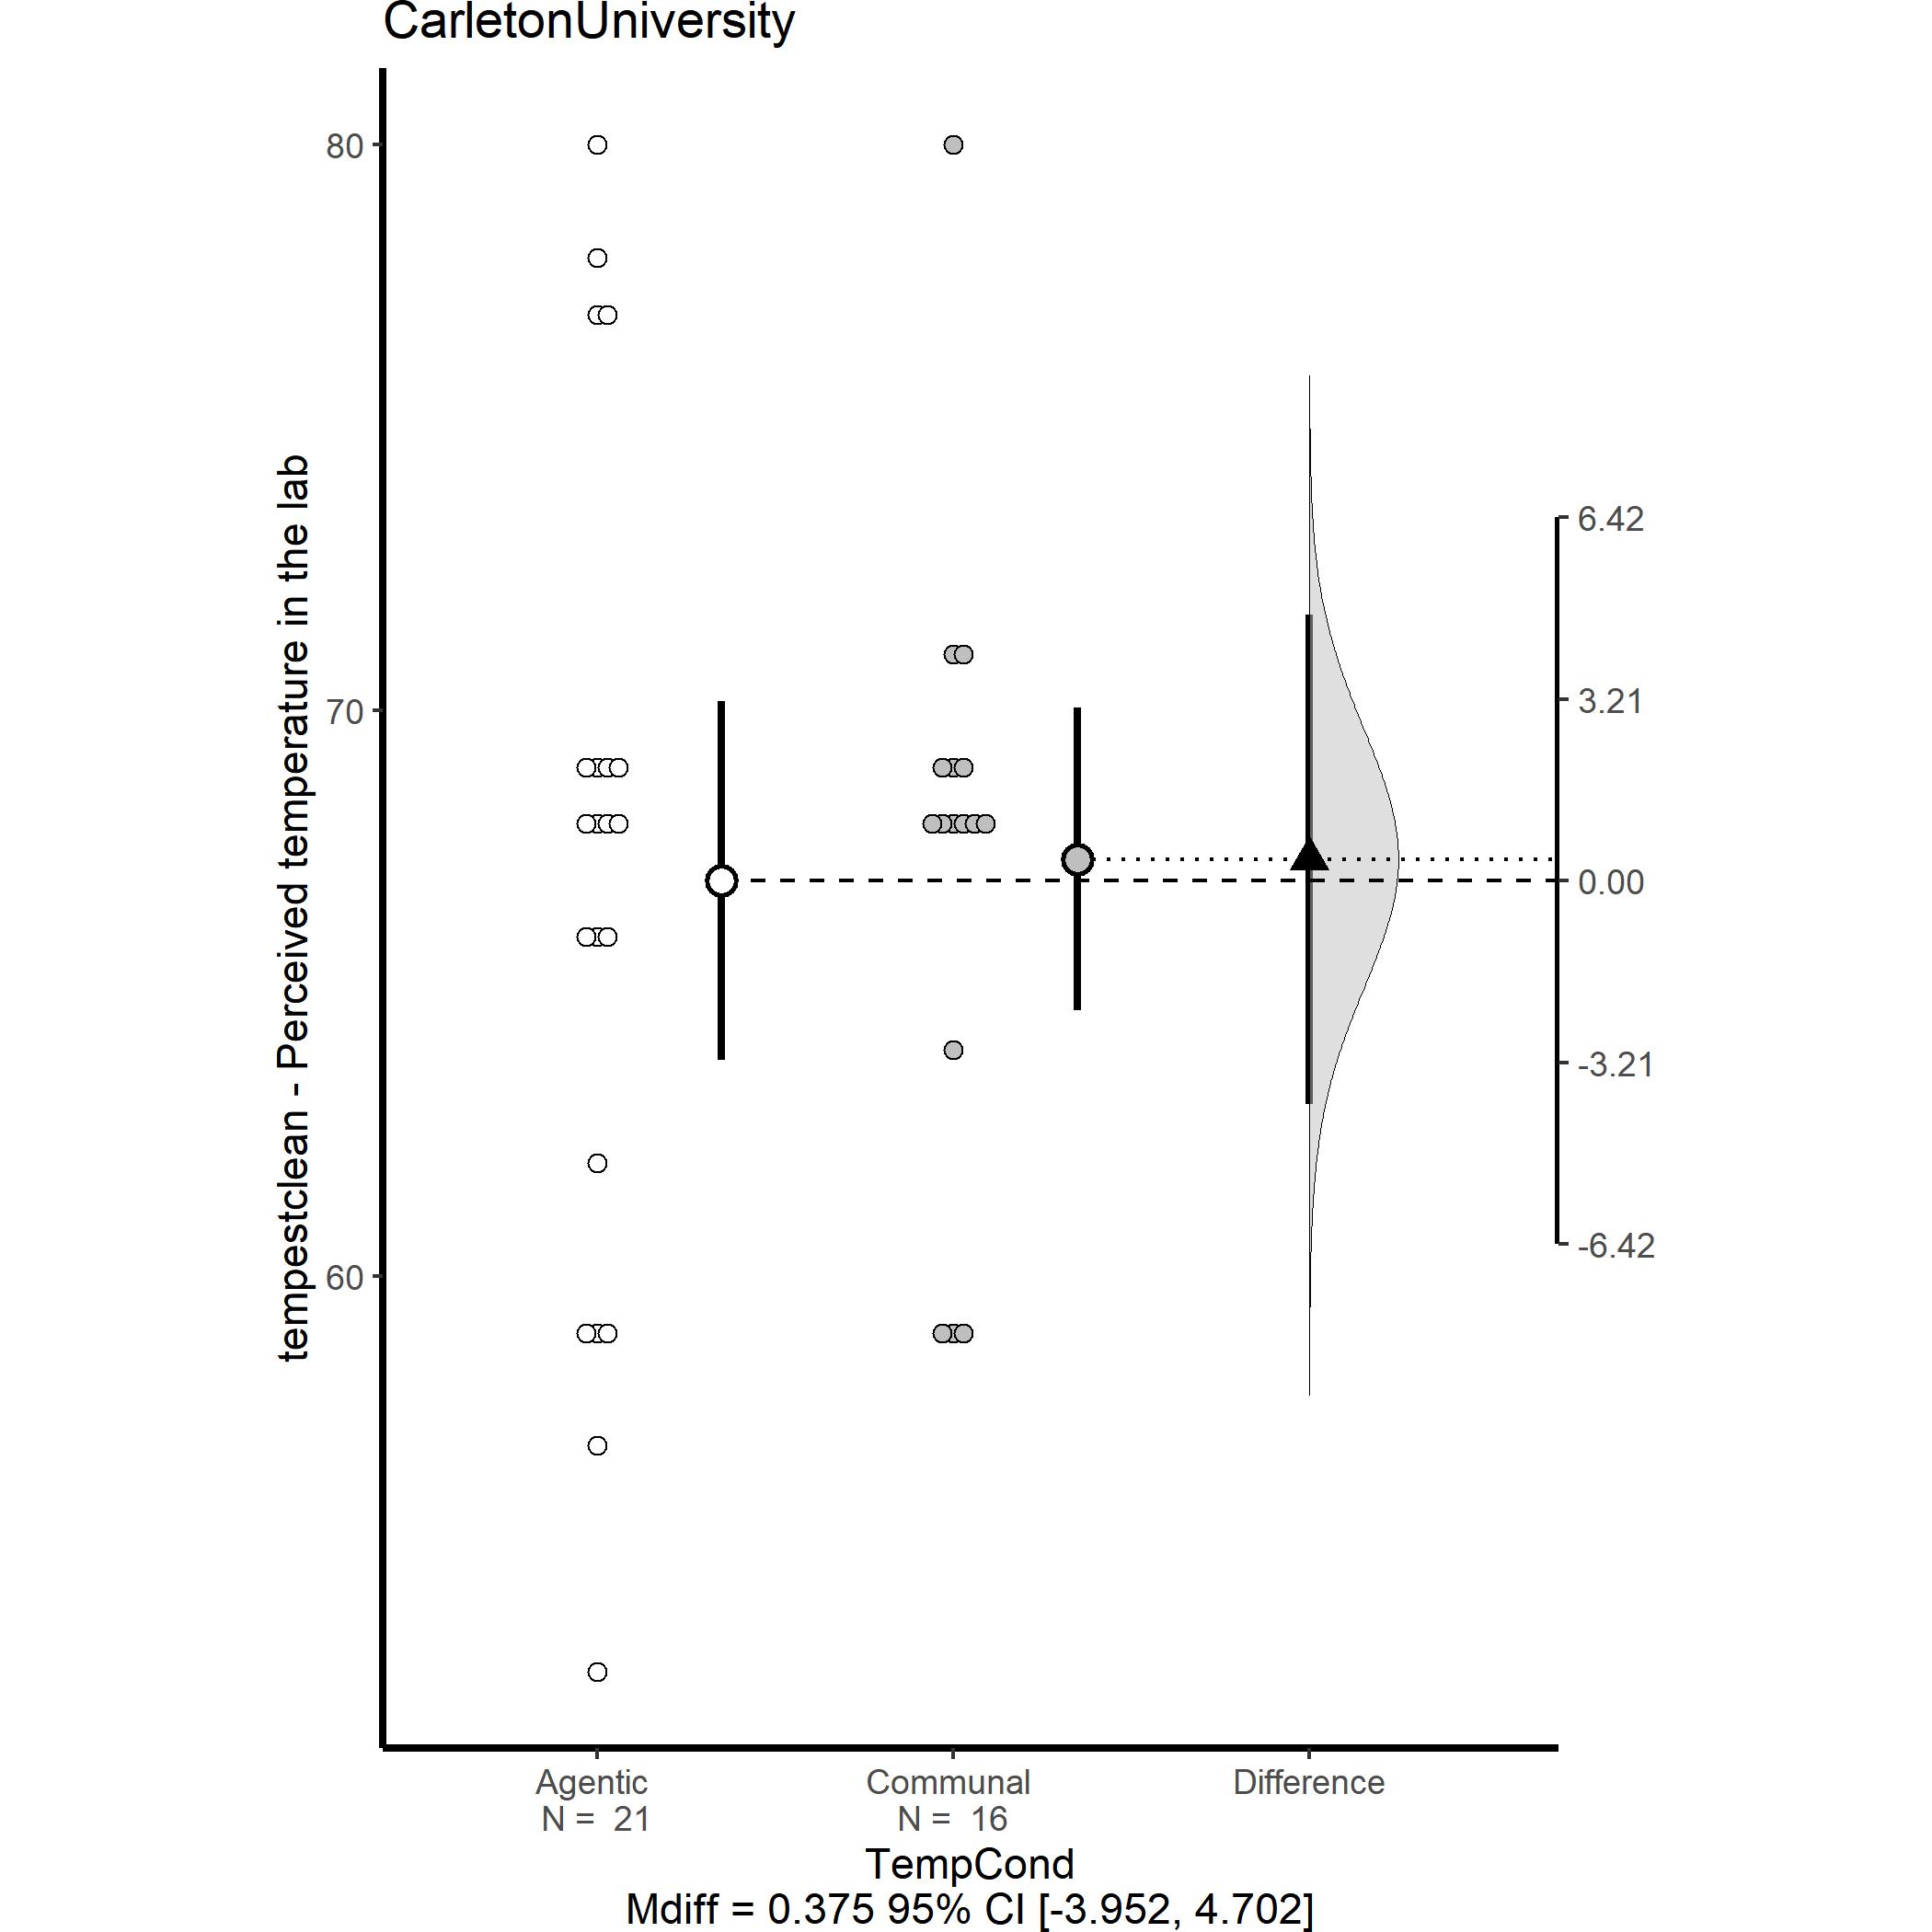 CarletonUniversity
tempestclean - Perceived temperature in the lab
80
70
60
6.42
3.21
0.00
-3.21
-6.42
Agentic
N = 21
Communal
N = 16
Difference
TempCond
Mdiff = 0.375 95% CI [-3.952, 4.702]